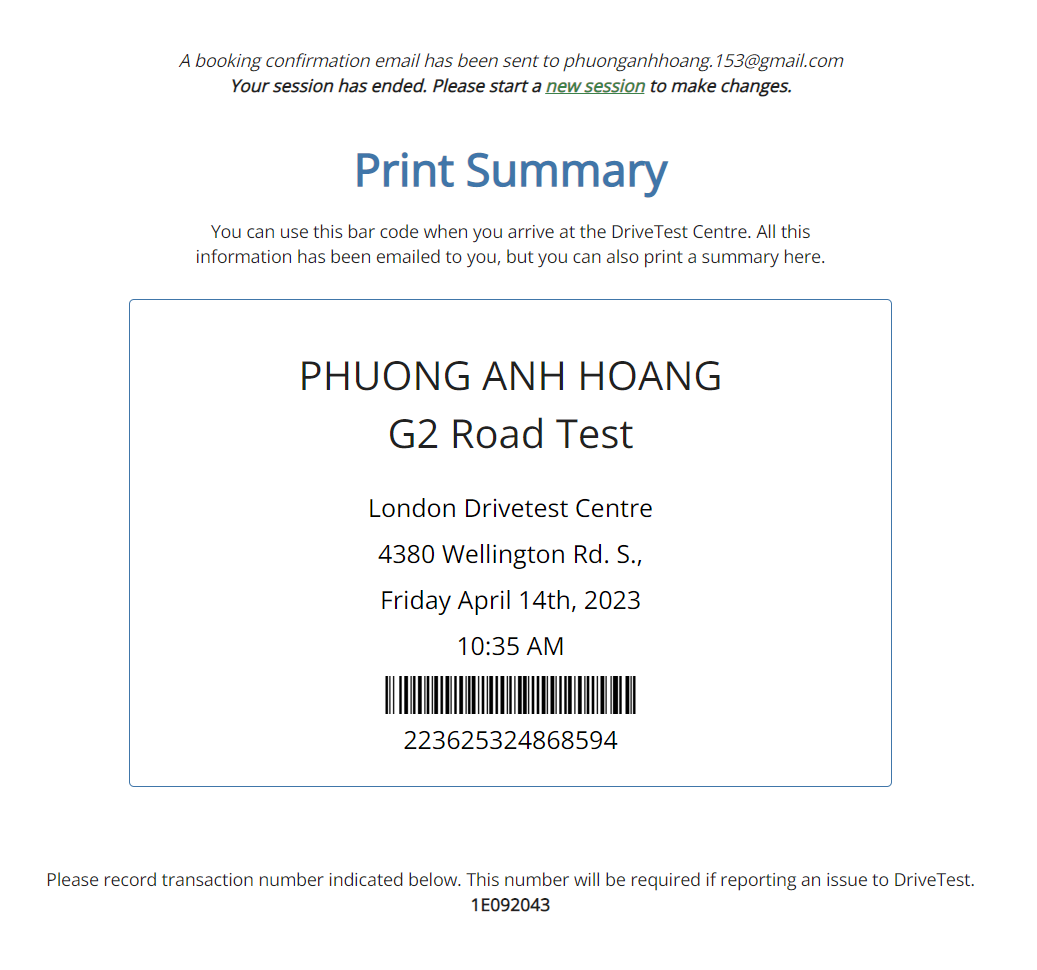 A booking confirmation email has been sent to phuonganhhoang.153@gmail.com
Your session has ended. Please start a new session to make changes.
Print Summary
You can use this bar code when you arrive at the DriveTest Centre. All this
information has been emailed to you, but you can also print a summary here.
PHUONG ANH HOANG
G2 Road Test
London Drivetest Centre
4380 Wellington Rd. S.,
Friday April 14th, 2023
10:35 AM
223625324868594
Please record transaction number indicated below. This number will be required if reporting an issue to DriveTest.
1E092043